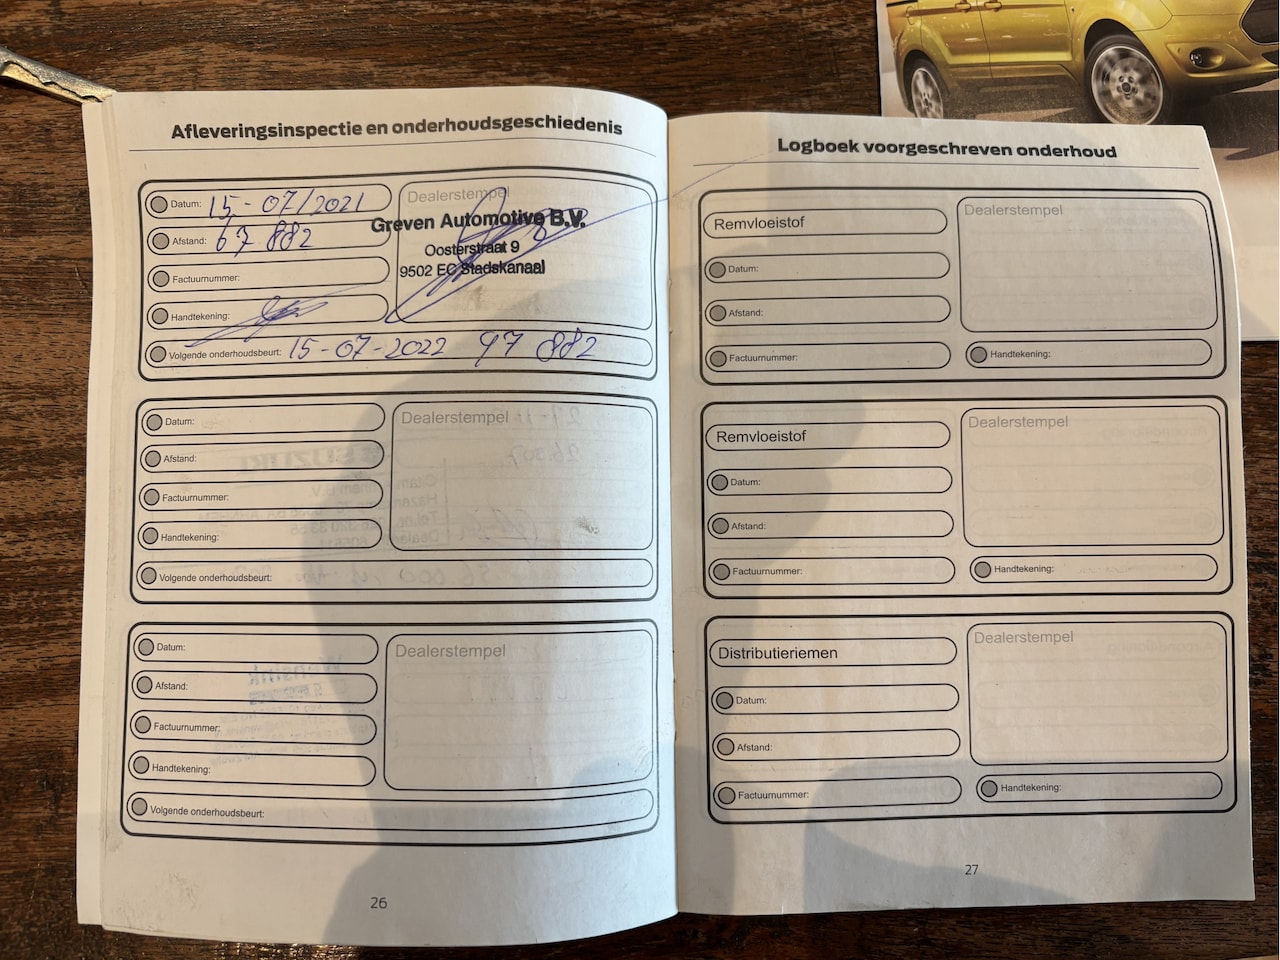 Afleveringsinspectie en onderhoudsgeschiedenis
Datum: 15-07/2021
Afstand: 67 882
Factuurnummer:
Handtekening:
Dealerstempel
Greven Automotive B.V.
Oosterstraat 9
9502 EC Stadskanaal
Volgende onderhoudsbeurt: 15-07-2022 97 882
Datum:
Afstand:
Factuurnummer:
Handtekening:
Dealerstempel
Volgende onderhoudsbeurt:
Datum:
Afstand:
Factuurnummer:
Handtekening:
Dealerstempel
Volgende onderhoudsbeurt:
26
Logboek voorgeschreven onderhoud
Remvloeistof
Datum:
Afstand:
Factuurnummer:
Dealerstempel
Handtekening:
Remvloeistof
Datum:
Afstand:
Factuurnummer:
Dealerstempel
Handtekening:
Distributieriemen
Datum:
Afstand:
Factuurnummer:
Dealerstempel
Handtekening:
27